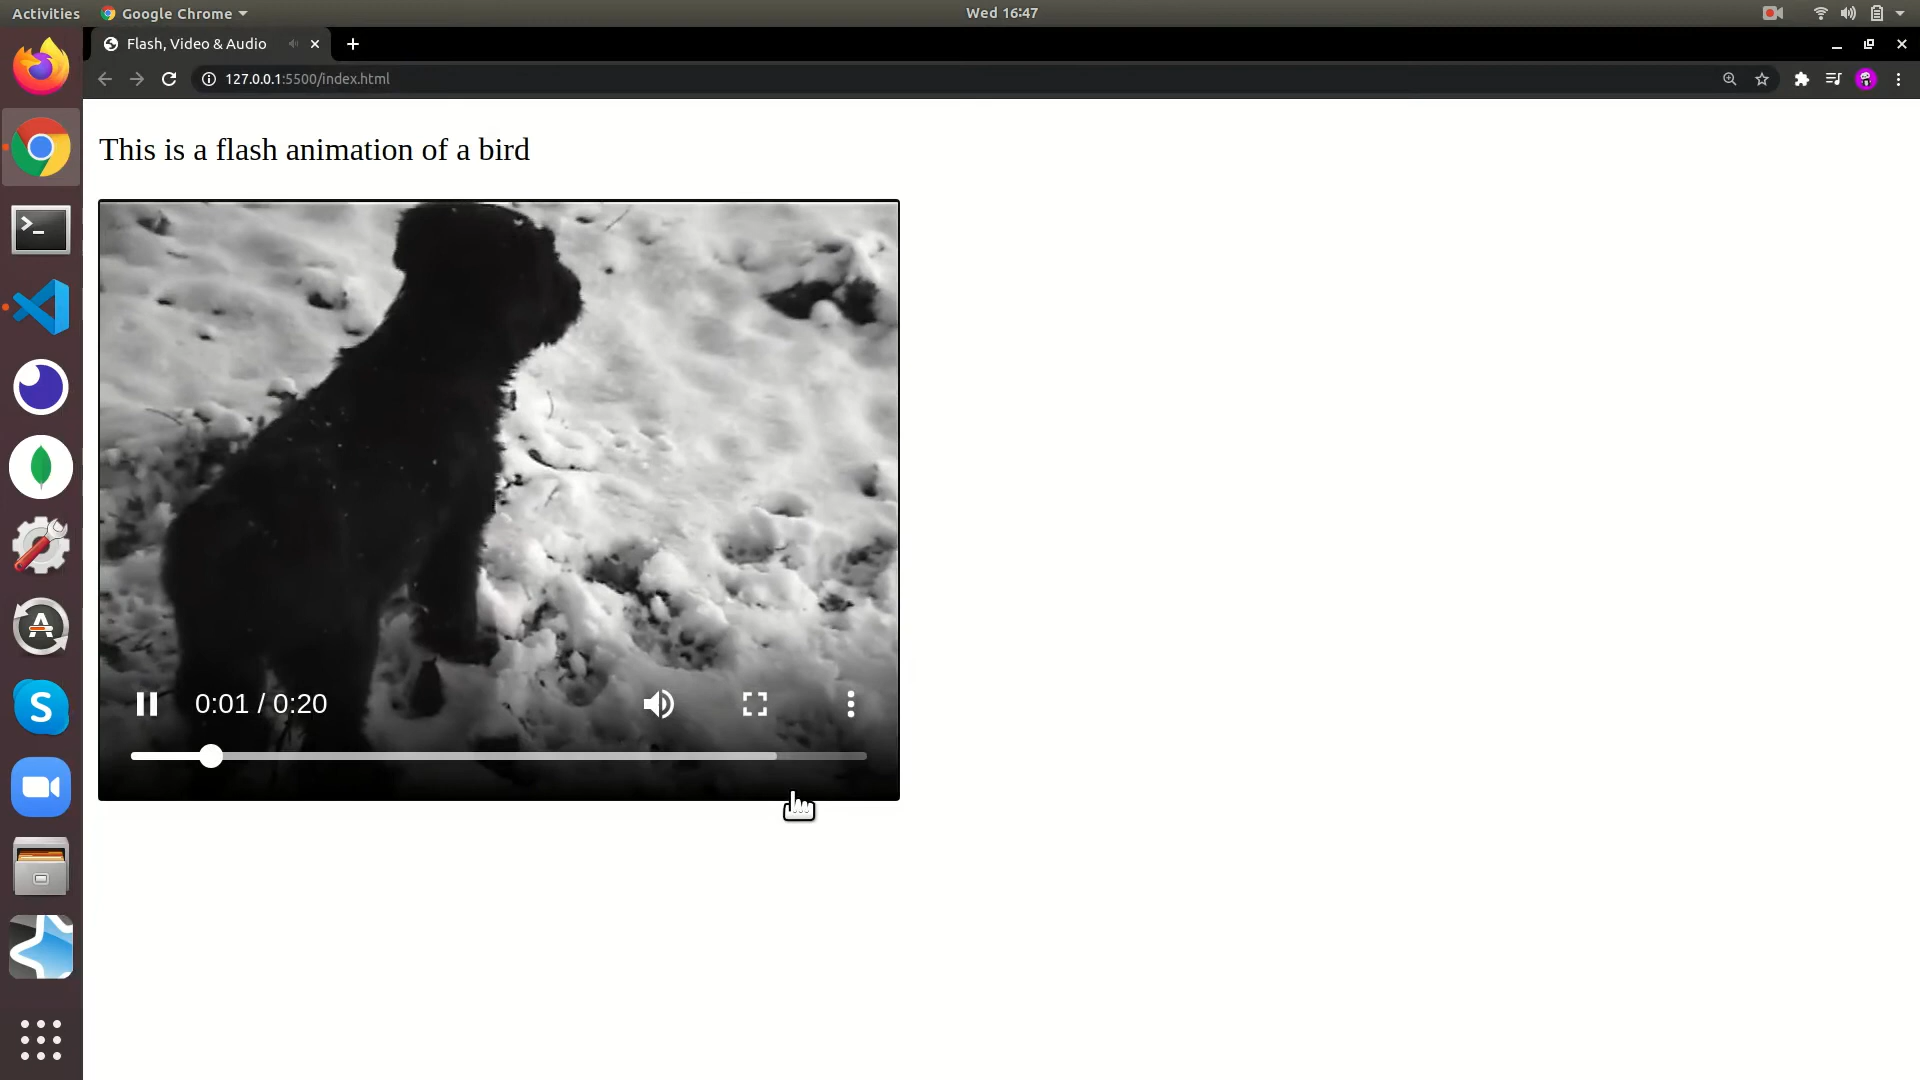 Activities Google Chrome Wed 16:47
Flash, Video & Audio
127.0.0.1:5500/index.html
This is a flash animation of a bird
0:01 / 0:20